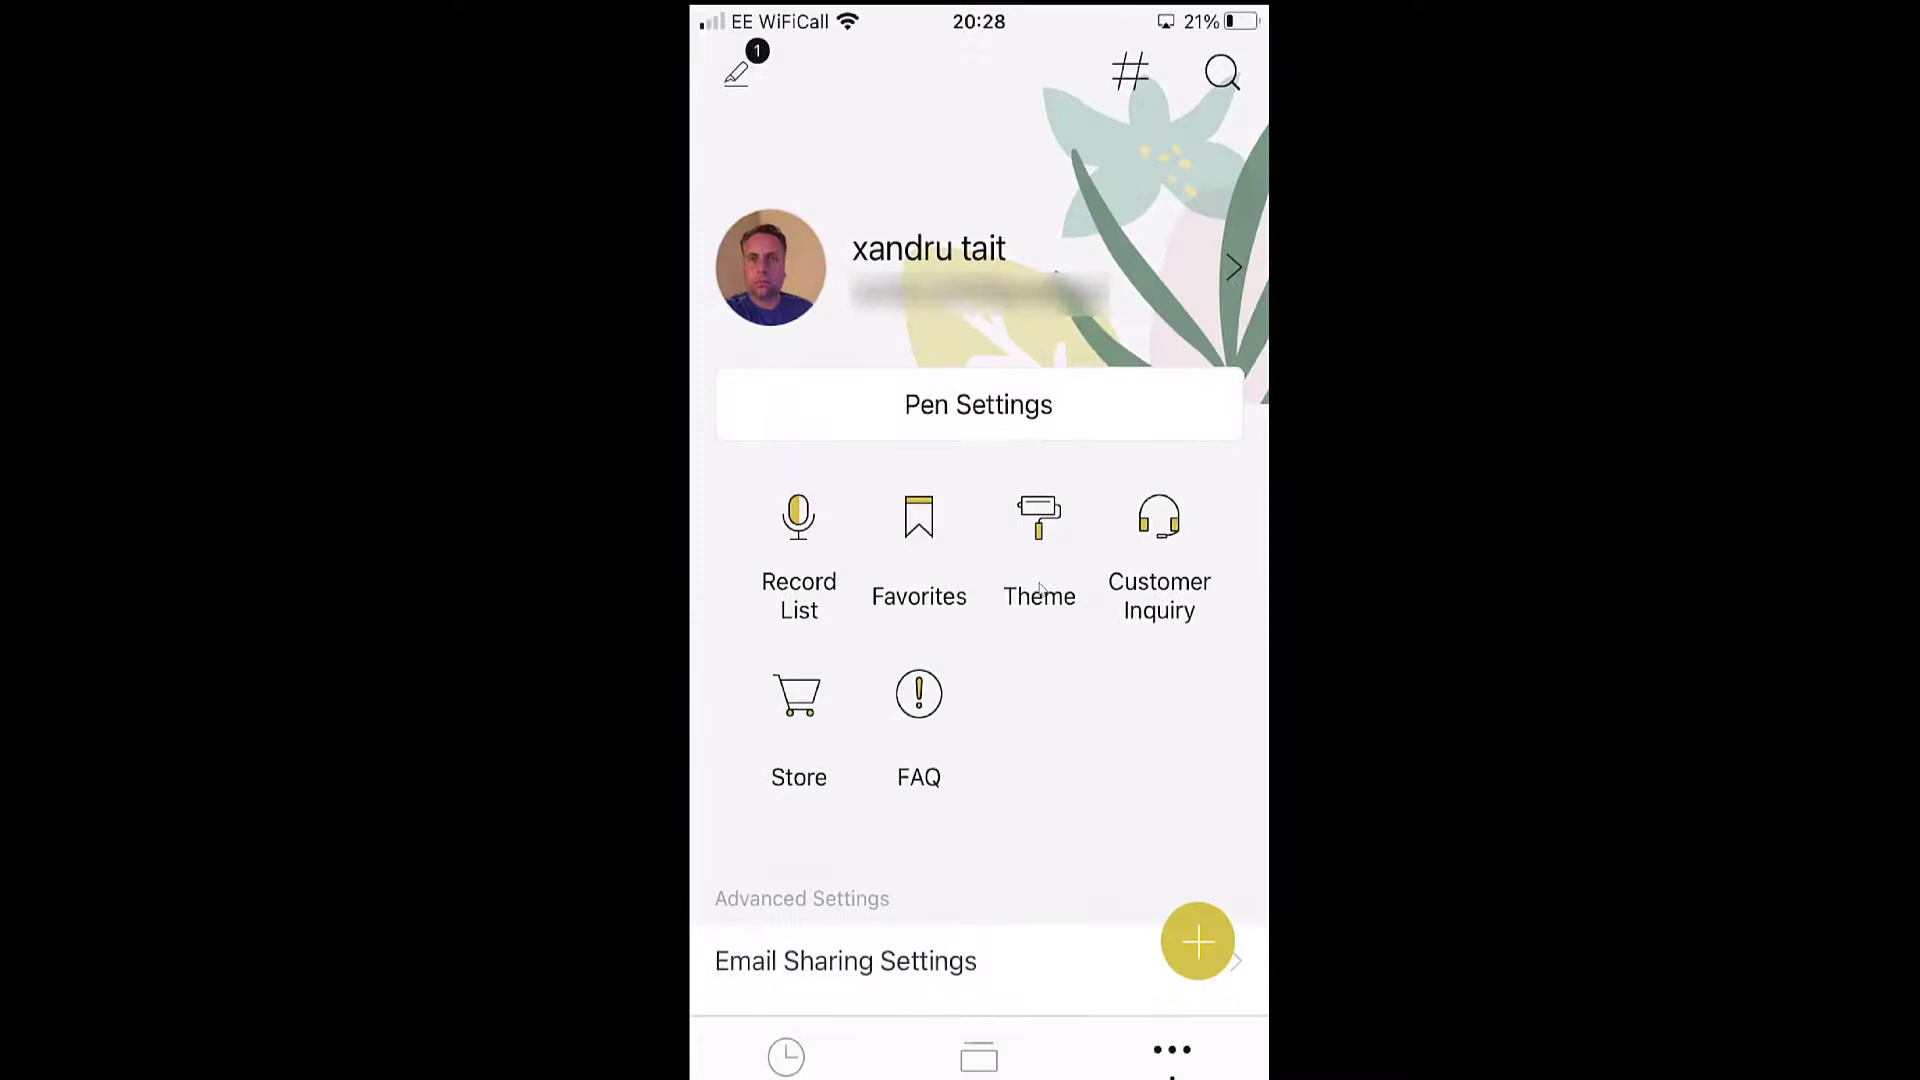 EE WiFiCall 20:28 21%
1
xandru tait
Pen Settings
Record List
Favorites
Theme
Customer Inquiry
Store
FAQ
Advanced Settings
Email Sharing Settings